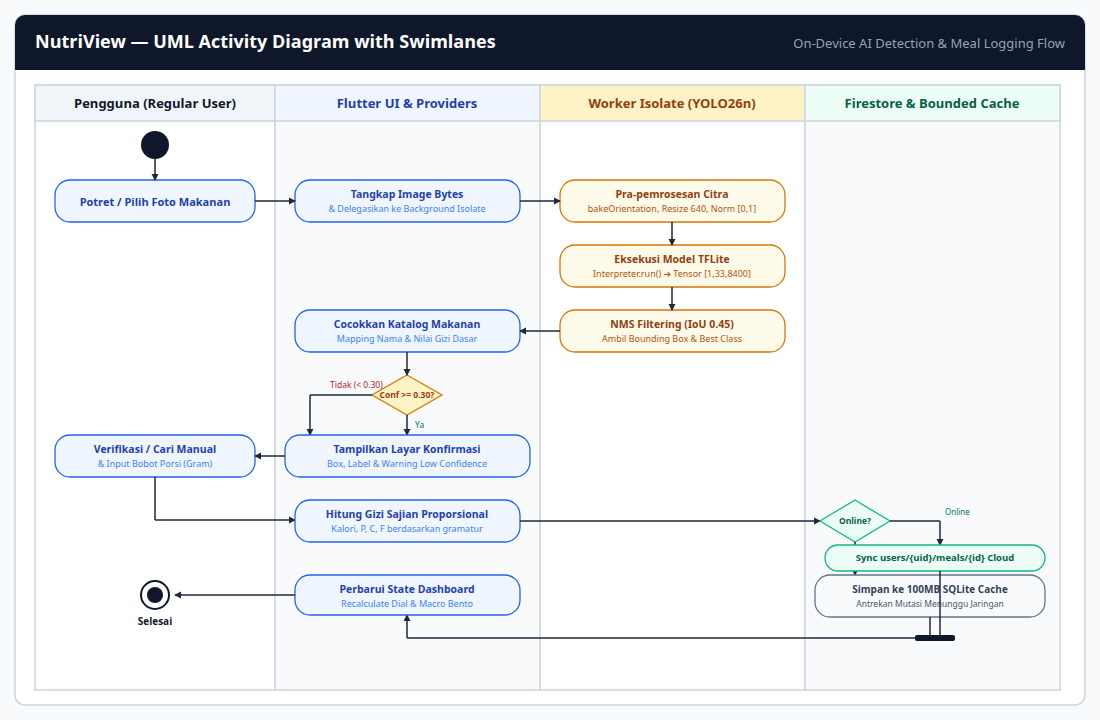 NutriView — UML Activity Diagram with Swimlanes
On-Device AI Detection & Meal Logging Flow
Pengguna (Regular User)
Flutter UI & Providers
Worker Isolate (YOLO26n)
Firestore & Bounded Cache
Potret / Pilih Foto Makanan
Tangkap Image Bytes
& Delegasikan ke Background Isolate
Pra-pemrosesan Citra
bakeOrientation, Resize 640, Norm [0,1]
Eksekusi Model TFLite
Interpreter.run() → Tensor [1,33,8400]
Cocokkan Katalog Makanan
Mapping Nama & Nilai Gizi Dasar
NMS Filtering (IoU 0.45)
Ambil Bounding Box & Best Class
Tidak (< 0.30)
Conf >= 0.30?
Ya
Verifikasi / Cari Manual
& Input Bobot Porsi (Gram)
Tampilkan Layar Konfirmasi
Box, Label & Warning Low Confidence
Hitung Gizi Sajian Proporsional
Kalori, P, C, F berdasarkan gramatur
Online?
Online
Sync users/{uid}/meals/{id} Cloud
Simpan ke 100MB SQLite Cache
Antrekan Mutasi Menunggu Jaringan
Perbarui State Dashboard
Recalculate Dial & Macro Bento
Selesai